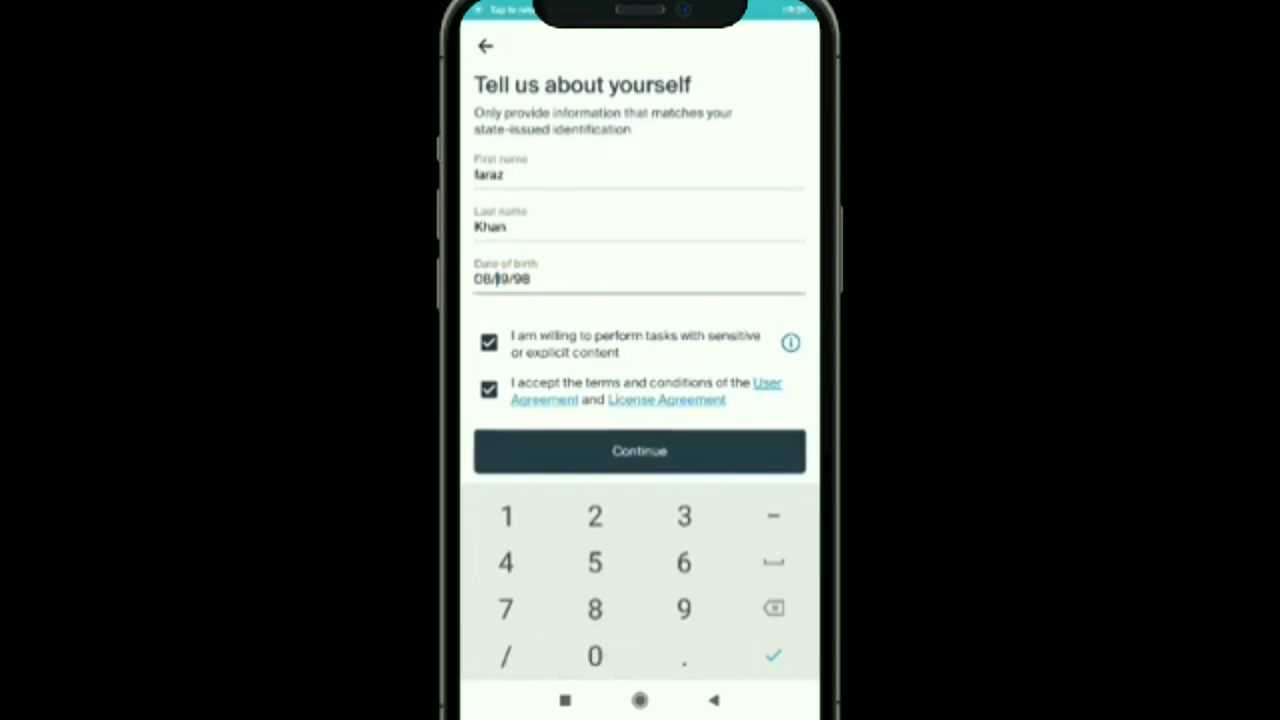 Tap to
19:21
Tell us about yourself
Only provide information that matches your
state-issued identification
First name
faraz
Last name
Khan
Date of birth
08/19/98
I am willing to perform tasks with sensitive
or explicit content
I accept the terms and conditions of the User
Agreement and License Agreement
Continue
1 2 3 -
4 5 6
7 8 9
/ 0 .